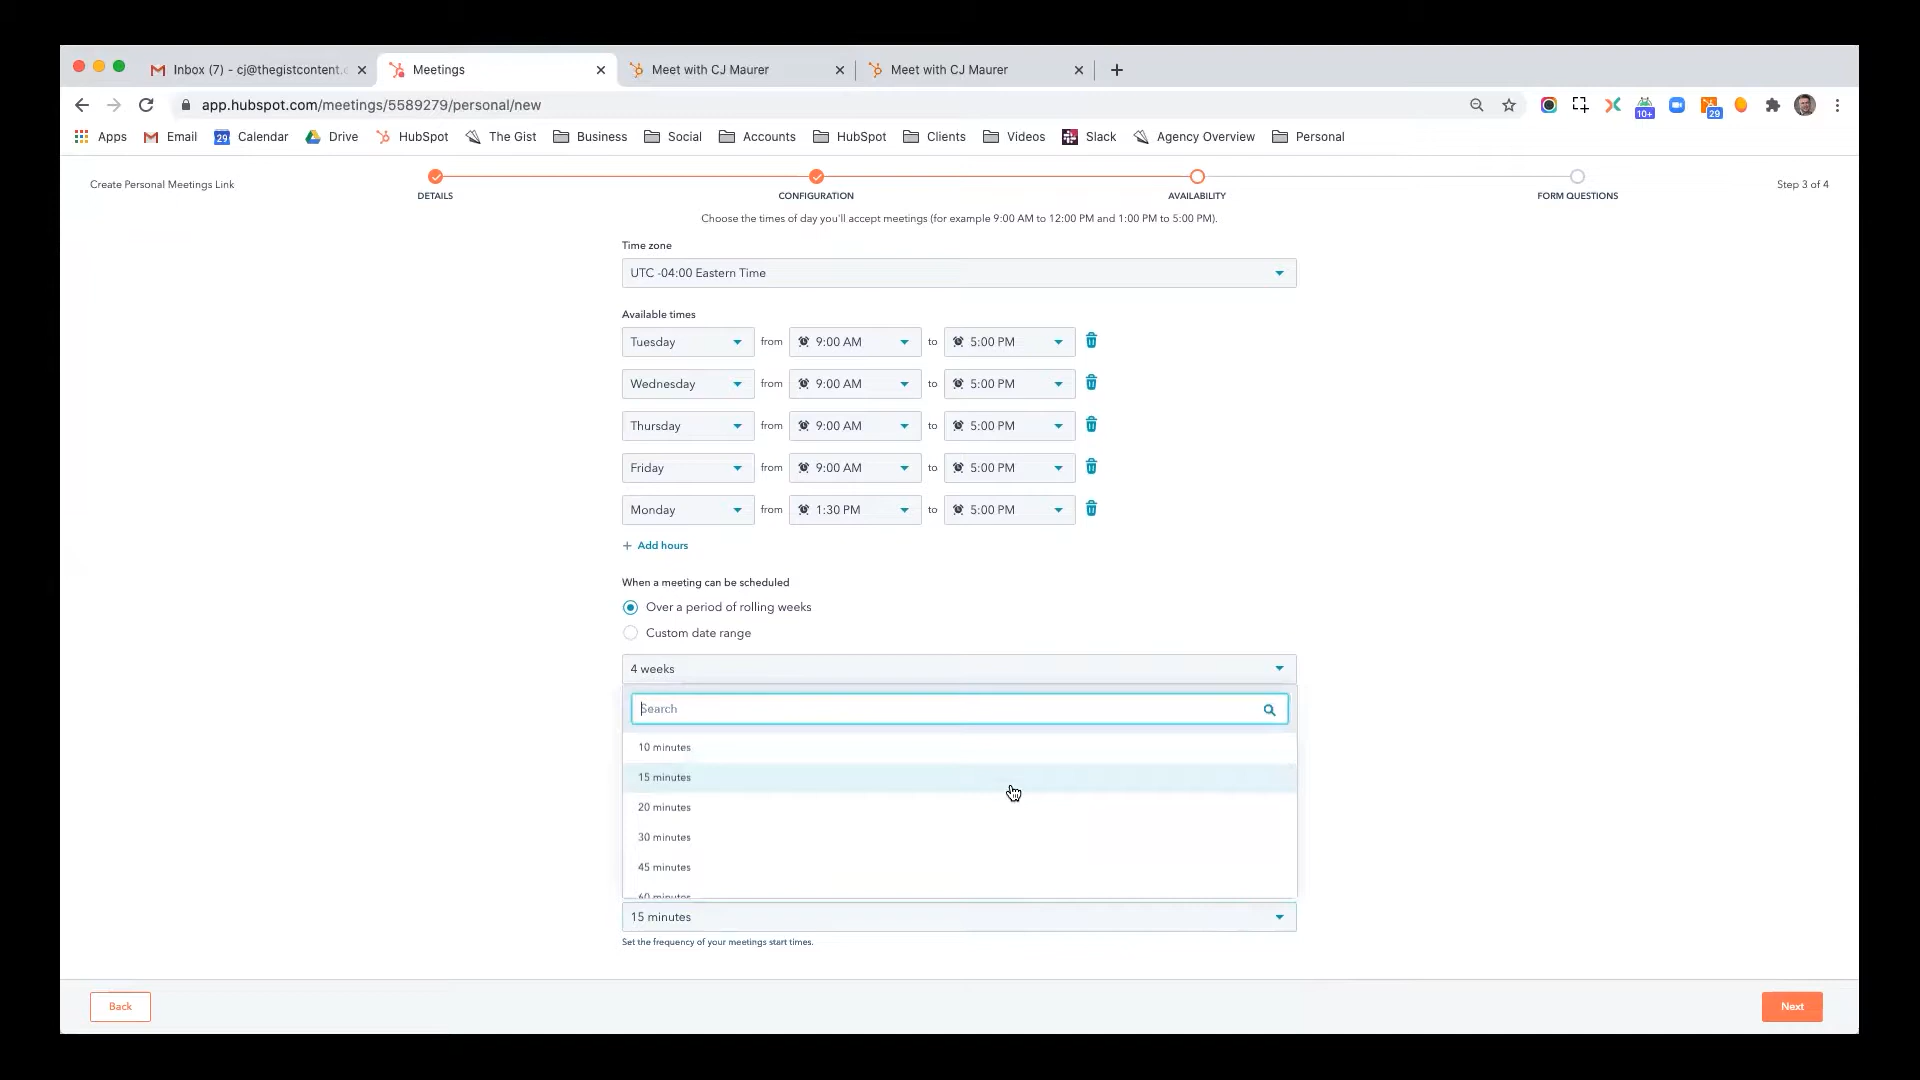 Inbox (7) - cj@thegistcontent.c
Meetings
Meet with CJ Maurer
Meet with CJ Maurer
app.hubspot.com/meetings/5589279/personal/new
10+
29
Apps
Email
29
Calendar
Drive
HubSpot
The Gist
Business
Social
Accounts
HubSpot
Clients
Videos
Slack
Agency Overview
Personal
Create Personal Meetings Link
DETAILS
CONFIGURATION
AVAILABILITY
FORM QUESTIONS
Step 3 of 4
Choose the times of day you'll accept meetings (for example 9:00 AM to 12:00 PM and 1:00 PM to 5:00 PM).
Time zone
UTC -04:00 Eastern Time
Available times
Tuesday from 9:00 AM to 5:00 PM
Wednesday from 9:00 AM to 5:00 PM
Thursday from 9:00 AM to 5:00 PM
Friday from 9:00 AM to 5:00 PM
Monday from 1:30 PM to 5:00 PM
+ Add hours
When a meeting can be scheduled
Over a period of rolling weeks
Custom date range
4 weeks
Search
10 minutes
15 minutes
20 minutes
30 minutes
45 minutes
60 minutes
15 minutes
Set the frequency of your meetings start times.
Back
Next